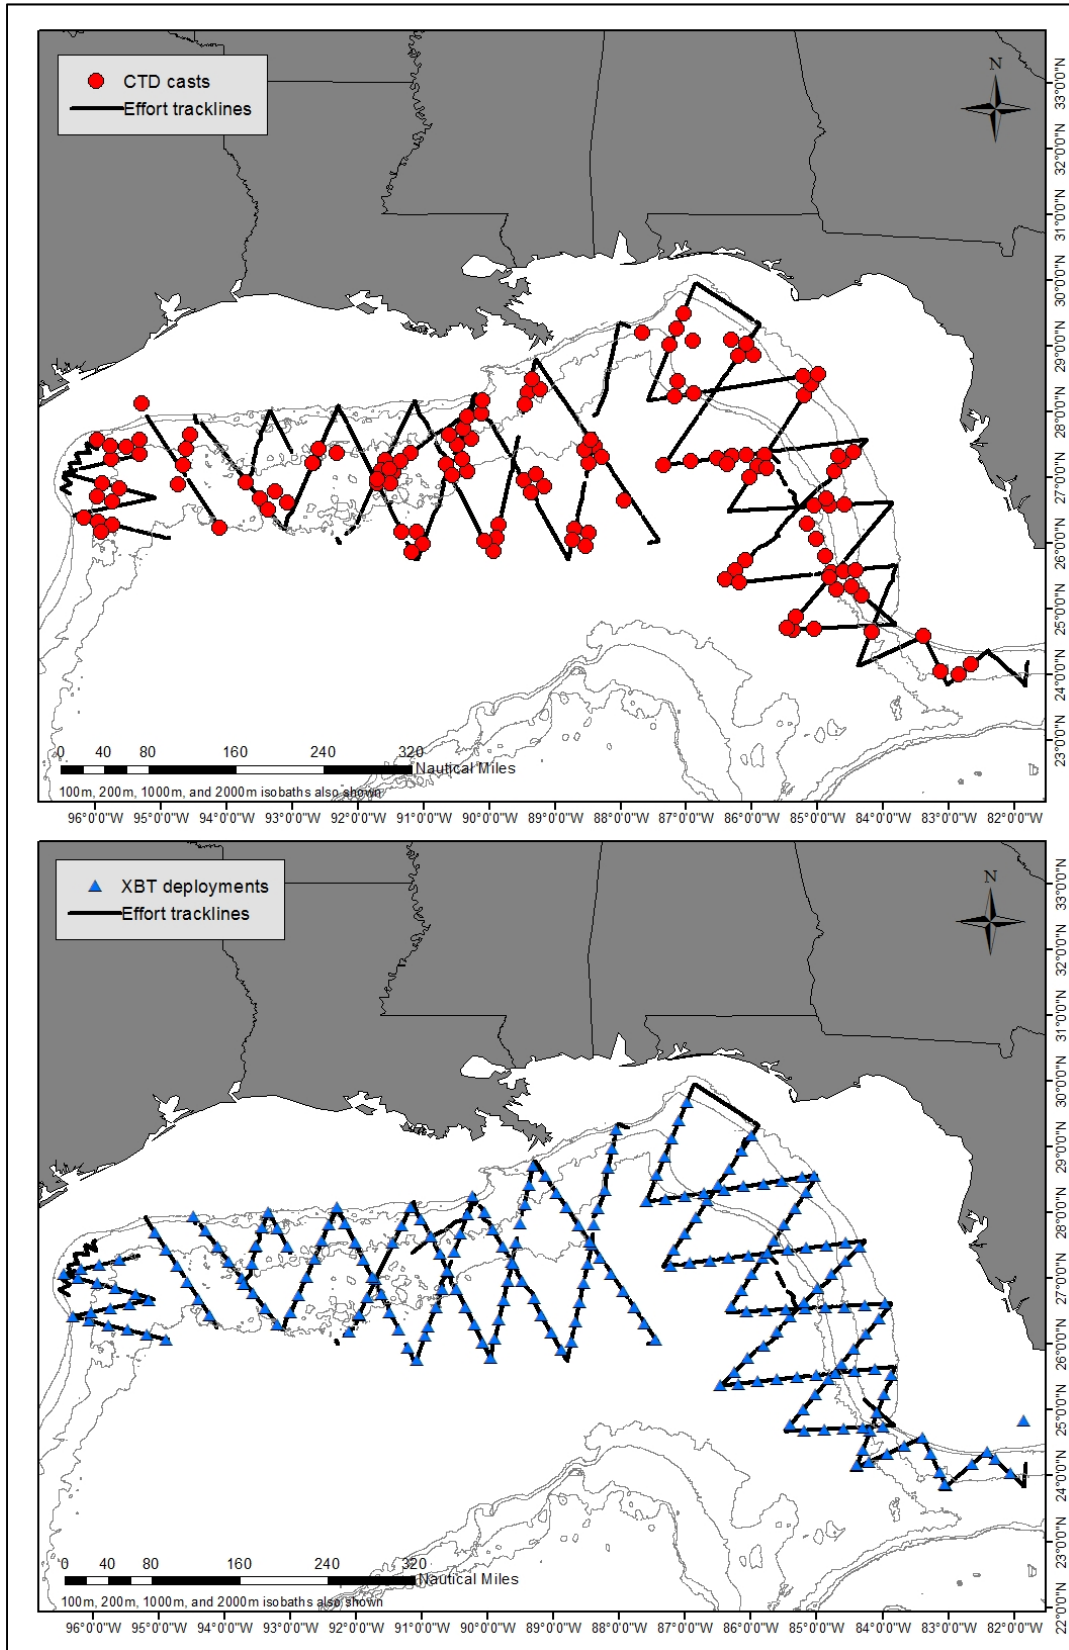 CTD casts
Effort tracklines
N
33°0'0"N
32°0'0"N
31°0'0"N
30°0'0"N
29°0'0"N
28°0'0"N
27°0'0"N
26°0'0"N
25°0'0"N
24°0'0"N
23°0'0"N
0 40 80 160 240 320
Nautical Miles
100m, 200m, 1000m, and 2000m isobaths also shown
96°0'0"W 95°0'0"W 94°0'0"W 93°0'0"W 92°0'0"W 91°0'0"W 90°0'0"W 89°0'0"W 88°0'0"W 87°0'0"W 86°0'0"W 85°0'0"W 84°0'0"W 83°0'0"W 82°0'0"W
XBT deployments
Effort tracklines
N
33°0'0"N
32°0'0"N
31°0'0"N
30°0'0"N
29°0'0"N
28°0'0"N
27°0'0"N
26°0'0"N
25°0'0"N
24°0'0"N
23°0'0"N
22°0'0"N
0 40 80 160 240 320
Nautical Miles
100m, 200m, 1000m, and 2000m isobaths also shown
96°0'0"W 95°0'0"W 94°0'0"W 93°0'0"W 92°0'0"W 91°0'0"W 90°0'0"W 89°0'0"W 88°0'0"W 87°0'0"W 86°0'0"W 85°0'0"W 84°0'0"W 83°0'0"W 82°0'0"W